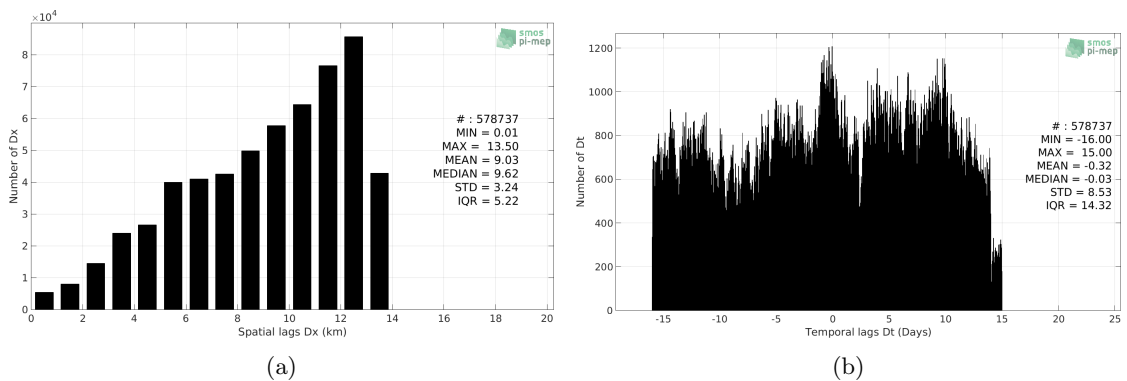 ×10⁴
8
7
6
5
4
3
2
1
0
Number of Dx
0 2 4 6 8 10 12 14 16 18 20
Spatial lags Dx (km)
smos
pi-mep
# : 578737
MIN = 0.01
MAX = 13.50
MEAN = 9.03
MEDIAN = 9.62
STD = 3.24
IQR = 5.22
(a)
1200
1000
800
600
400
200
0
Number of Dt
-15 -10 -5 0 5 10 15 20 25
Temporal lags Dt (Days)
smos
pi-mep
# : 578737
MIN = -16.00
MAX = 15.00
MEAN = -0.32
MEDIAN = -0.03
STD = 8.53
IQR = 14.32
(b)